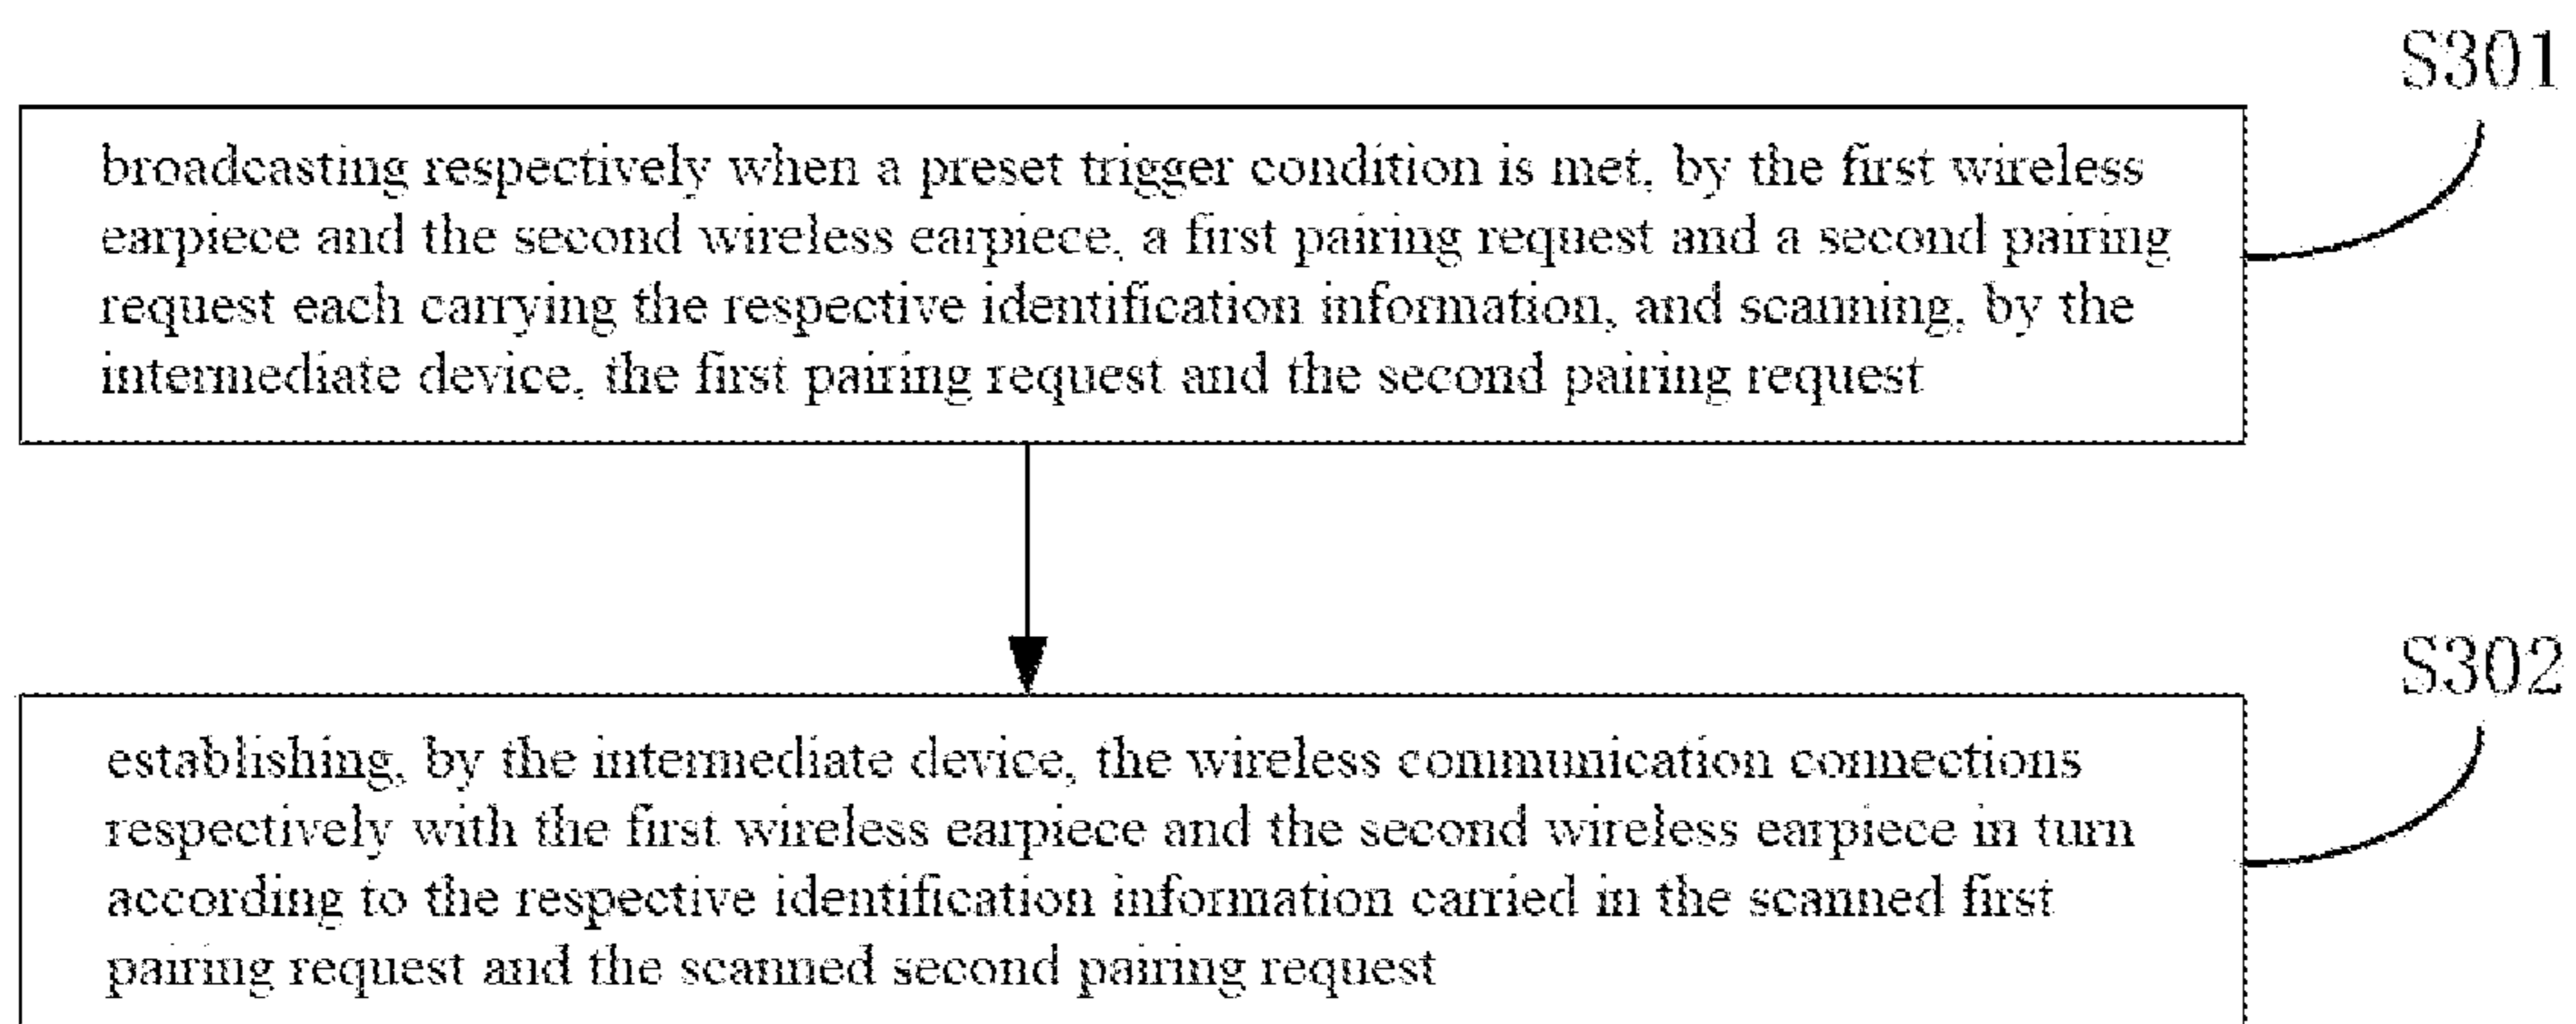 S301
broadcasting respectively when a preset trigger condition is met, by the first wireless
earpiece and the second wireless earpiece, a first pairing request and a second pairing
request each carrying the respective identification information, and scanning, by the
intermediate device, the first pairing request and the second pairing request
S302
establishing, by the intermediate device, the wireless communication connections
respectively with the first wireless earpiece and the second wireless earpiece in turn
according to the respective identification information carried in the scanned first
pairing request and the scanned second pairing request